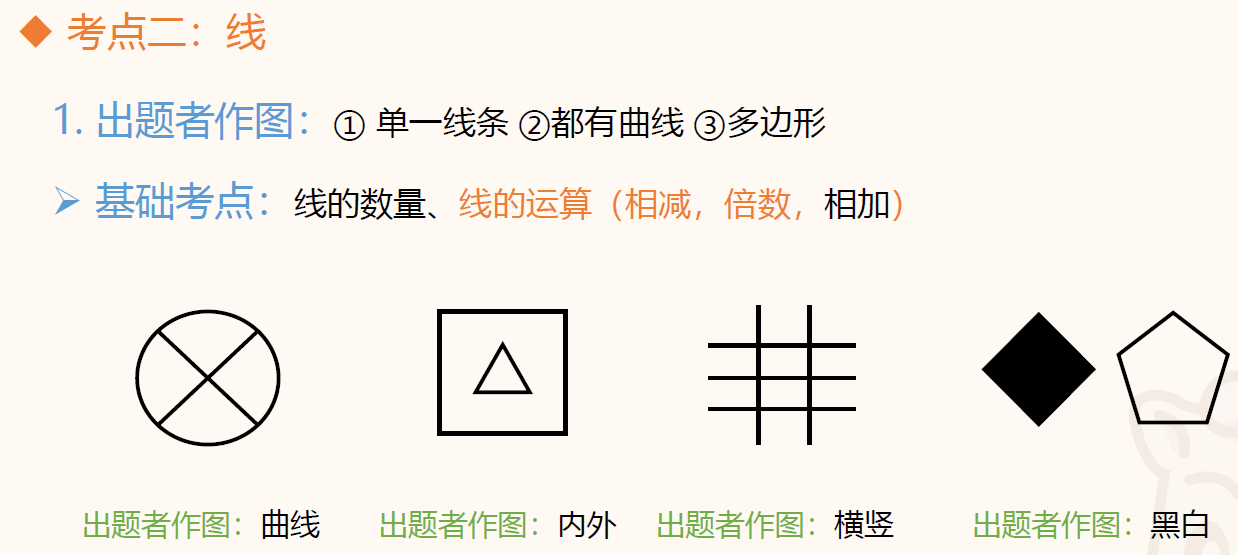 ◆ 考点二：线
1. 出题者作图：① 单一线条 ②都有曲线 ③多边形
➢ 基础考点：线的数量、线的运算（相减，倍数，相加）
出题者作图：曲线 出题者作图：内外 出题者作图：横竖 出题者作图：黑白